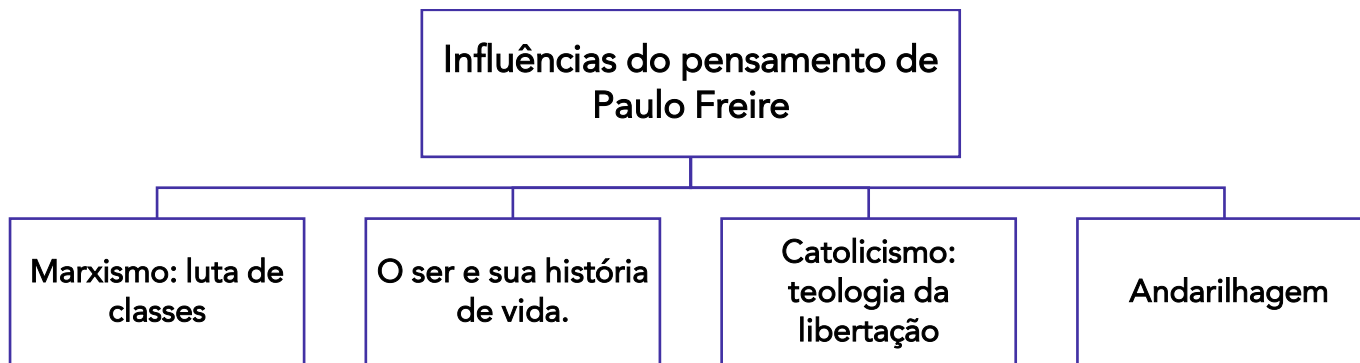 Influências do pensamento de
Paulo Freire
Marxismo: luta de
classes
O ser e sua história
de vida.
Catolicismo:
teologia da
libertação
Andarilhagem